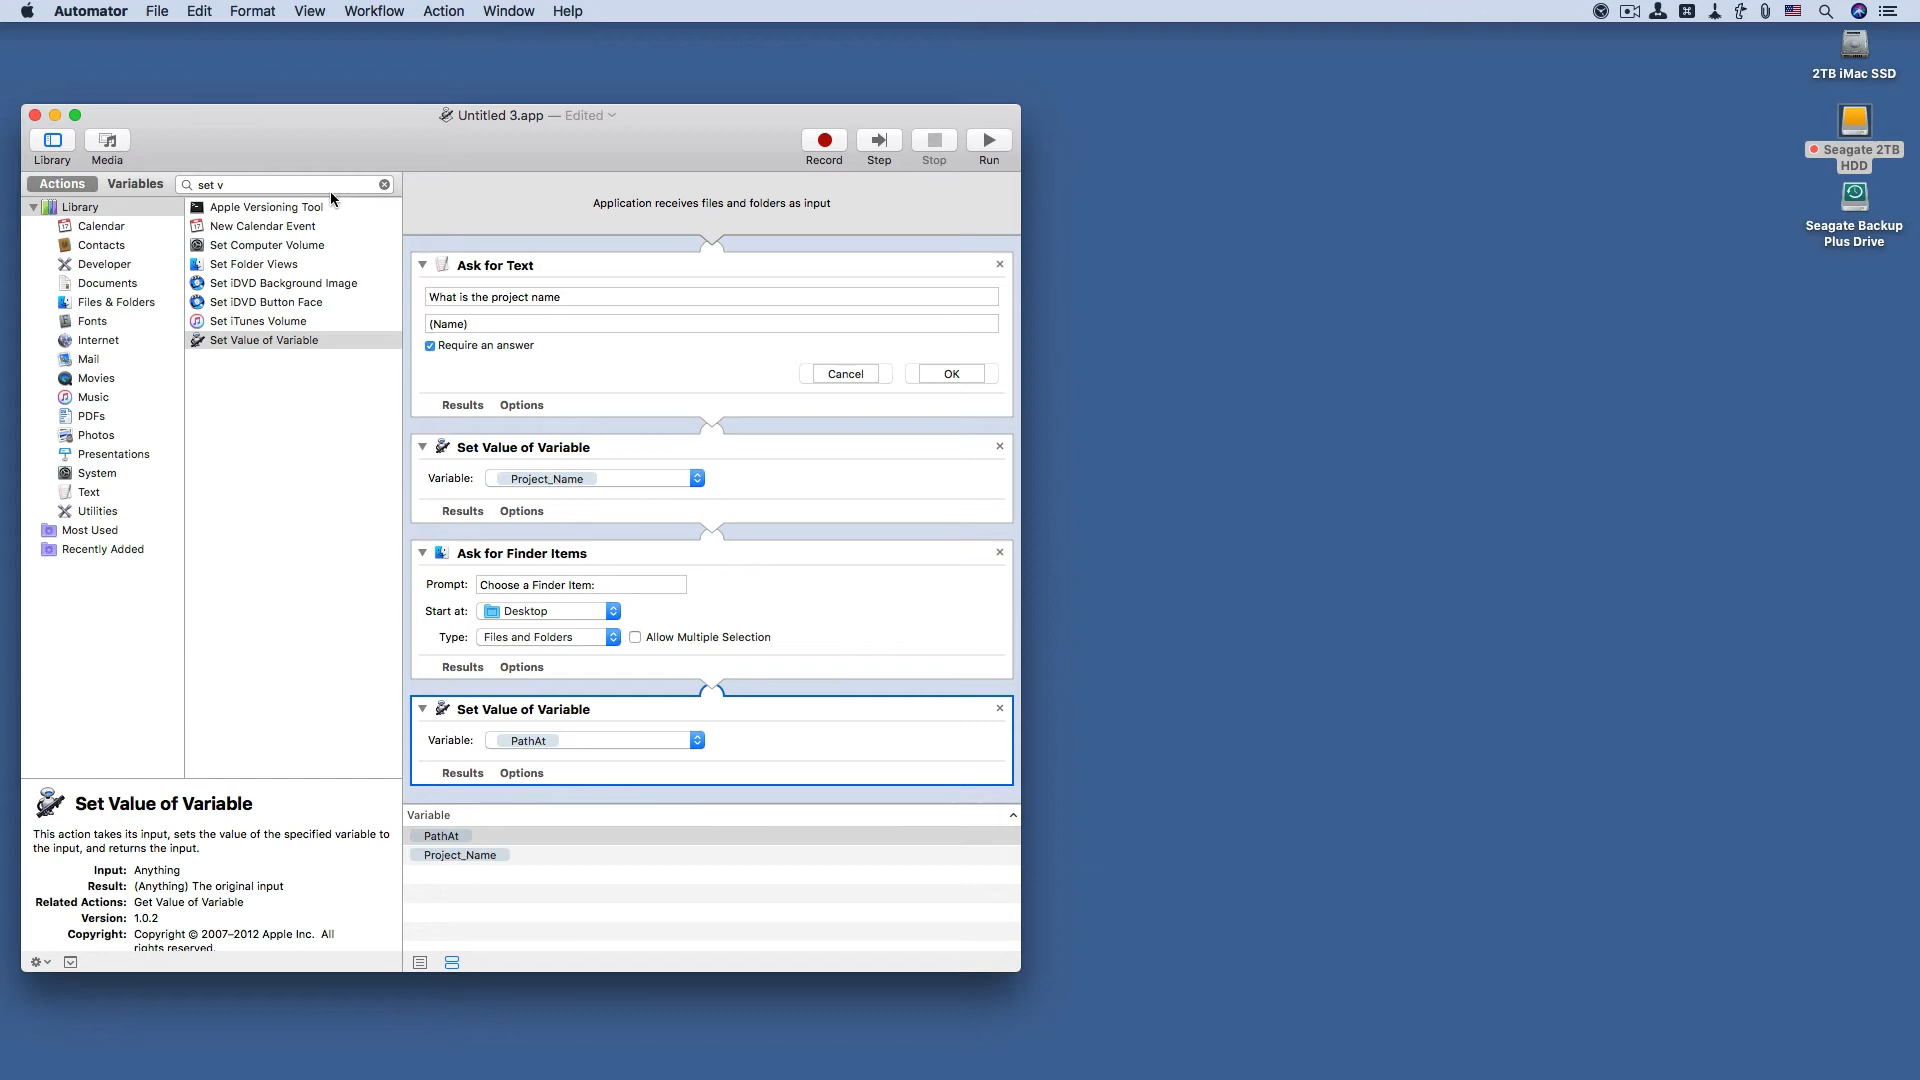 Automator File Edit Format View Workflow Action Window Help
2TB iMac SSD
Seagate 2TB
HDD
Seagate Backup
Plus Drive
Untitled 3.app — Edited
Library Media
Record Step Stop Run
Actions Variables set v
Library
Calendar
Contacts
Developer
Documents
Files & Folders
Fonts
Internet
Mail
Movies
Music
PDFs
Photos
Presentations
System
Text
Utilities
Most Used
Recently Added
Apple Versioning Tool
New Calendar Event
Set Computer Volume
Set Folder Views
Set iDVD Background Image
Set iDVD Button Face
Set iTunes Volume
Set Value of Variable
Application receives files and folders as input
Ask for Text
What is the project name
(Name)
Require an answer
Cancel OK
Results Options
Set Value of Variable
Variable: Project_Name
Results Options
Ask for Finder Items
Prompt: Choose a Finder Item:
Start at: Desktop
Type: Files and Folders Allow Multiple Selection
Results Options
Set Value of Variable
Variable: PathAt
Results Options
Variable
PathAt
Project_Name
Set Value of Variable
This action takes its input, sets the value of the specified variable to
the input, and returns the input.
Input: Anything
Result: (Anything) The original input
Related Actions: Get Value of Variable
Version: 1.0.2
Copyright: Copyright © 2007–2012 Apple Inc. All
rights reserved.